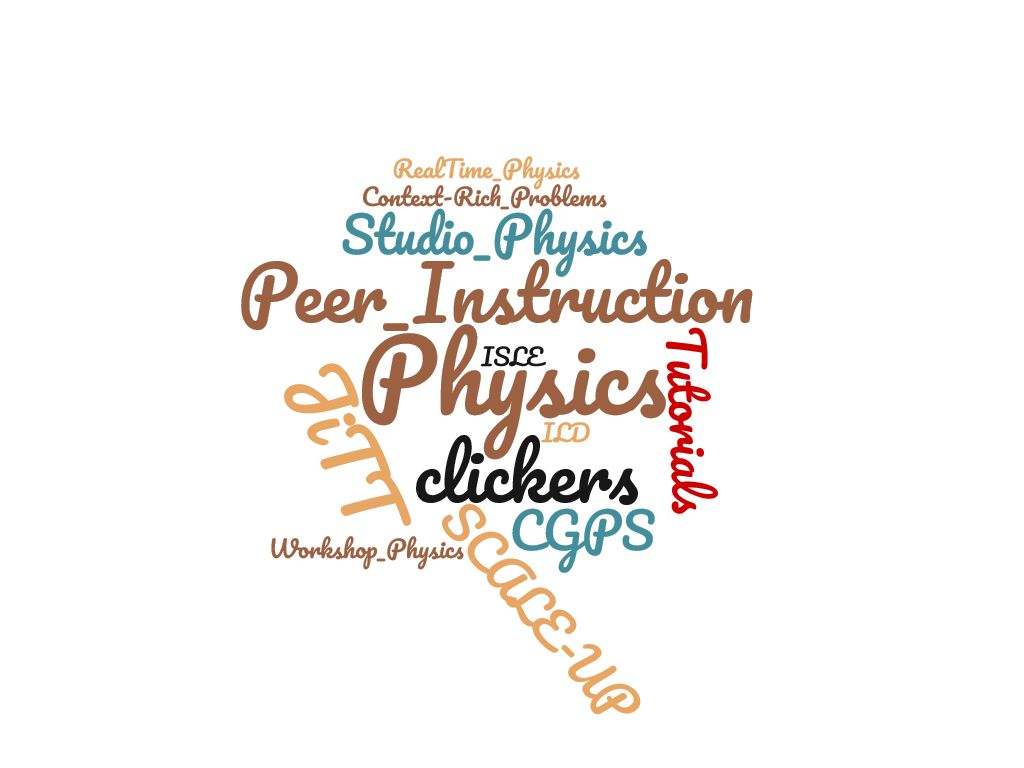 RealTime_Physics
Context-Rich_Problems
Studio_Physics
Peer_Instruction
Physics
ISLE
Tutorials
JiTT
ILD
clickers
CGPS
SCALE-UP
Workshop_Physics